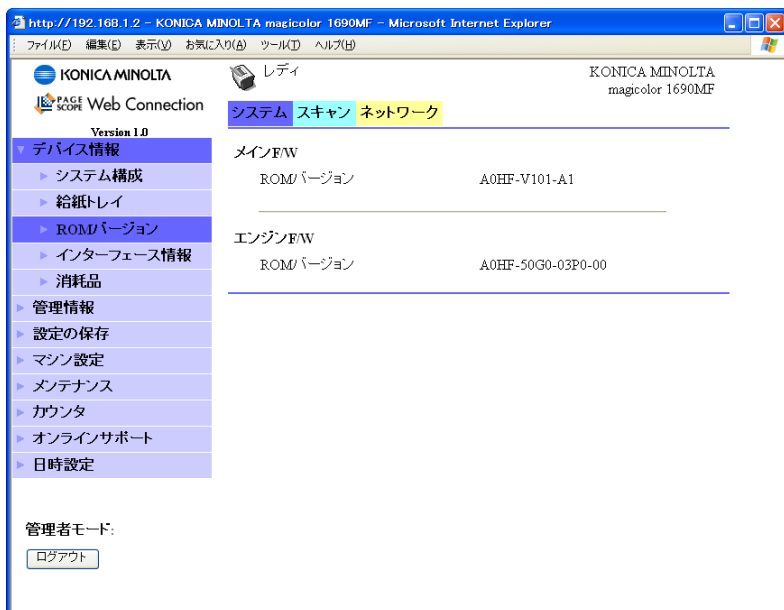 http://192.168.1.2 - KONICA MINOLTA magicolor 1690MF - Microsoft Internet Explorer
ファイル(F) 編集(E) 表示(V) お気に入り(A) ツール(T) ヘルプ(H)
KONICA MINOLTA
PAGE SCOPE Web Connection
Version 1.0
レディ
KONICA MINOLTA
magicolor 1690MF
システム スキャン ネットワーク
デバイス情報
システム構成
給紙トレイ
ROMバージョン
インターフェース情報
消耗品
管理情報
設定の保存
マシン設定
メンテナンス
カウンタ
オンラインサポート
日時設定
管理者モード:
ログアウト
メインF/W
ROMバージョン A0HF-V101-A1
エンジンF/W
ROMバージョン A0HF-50G0-03P0-00